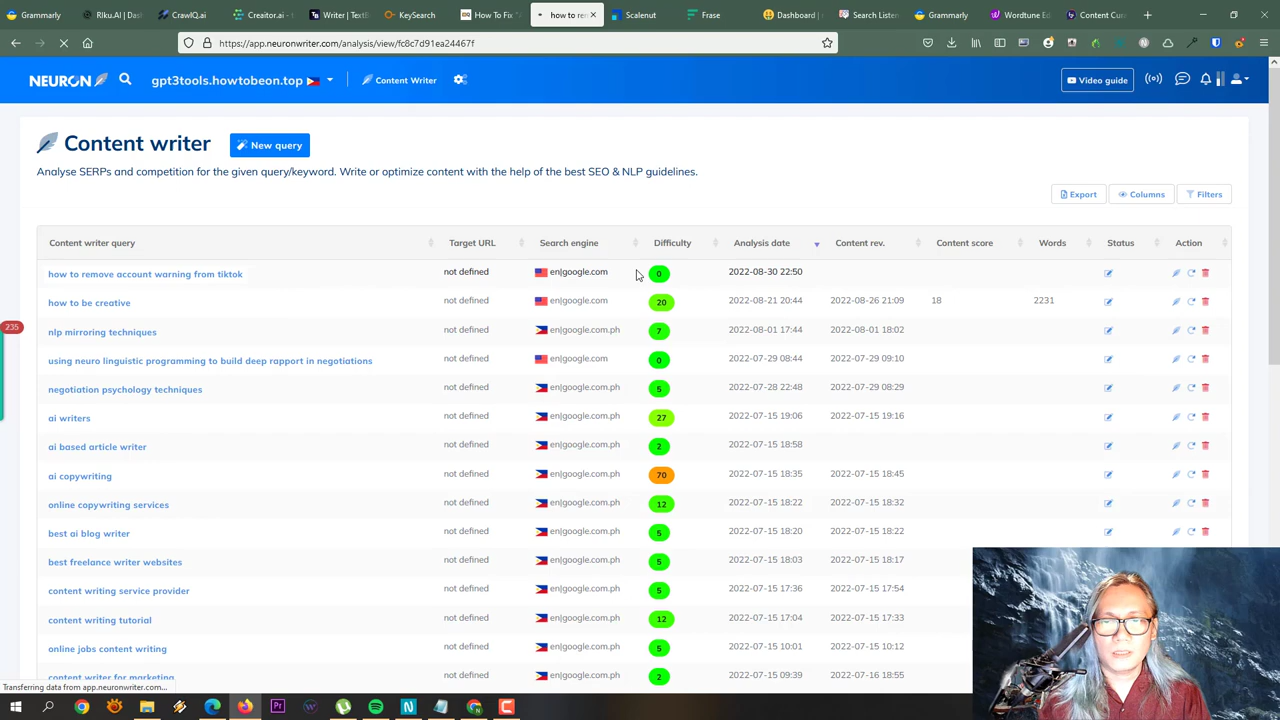 Grammarly
Riku.AI | Das
CrawlQ.ai
Creaitor.ai -
Writer | TextB
KeySearch
How To Fix "A
how to re
Scalenut
Frase
Dashboard |
Search Listen
Grammarly
Wordtune Ed
Content Cu
https://app.neuronwriter.com/analysis/view/fc8c7d91ea24467f
NEURON
gpt3tools.howtobeon.top
Content Writer
Video guide
Content writer
New query
Analyse SERPs and competition for the given query/keyword. Write or optimize content with the help of the best SEO & NLP guidelines.
Export Columns Filters
Content writer query Target URL Search engine Difficulty Analysis date Content rev. Content score Words Status Action
how to remove account warning from tiktok not defined en|google.com 0 2022-08-30 22:50
how to be creative not defined en|google.com 20 2022-08-21 20:44 2022-08-26 21:09 18 2231
nlp mirroring techniques not defined en|google.com.ph 7 2022-08-01 17:44 2022-08-01 18:02
using neuro linguistic programming to build deep rapport in negotiations not defined en|google.com 0 2022-07-29 08:44 2022-07-29 09:10
negotiation psychology techniques not defined en|google.com.ph 5 2022-07-28 22:48 2022-07-29 08:29
ai writers not defined en|google.com.ph 27 2022-07-15 19:06 2022-07-15 19:16
ai based article writer not defined en|google.com.ph 2 2022-07-15 18:58
ai copywriting not defined en|google.com.ph 70 2022-07-15 18:35 2022-07-15 18:45
online copywriting services not defined en|google.com.ph 12 2022-07-15 18:22 2022-07-15 18:32
best ai blog writer not defined en|google.com.ph 5 2022-07-15 18:20 2022-07-15 18:22
best freelance writer websites not defined en|google.com.ph 5 2022-07-15 18:03 2022-07-15 18:17
content writing service provider not defined en|google.com.ph 5 2022-07-15 17:36 2022-07-15 17:54
content writing tutorial not defined en|google.com.ph 12 2022-07-15 17:04 2022-07-15 17:33
online jobs content writing not defined en|google.com.ph 5 2022-07-15 10:01 2022-07-15 10:12
content writer for marketing not defined en|google.com.ph 2 2022-07-15 09:39 2022-07-14 18:55
235
Transferring data from app.neuronwriter.com...